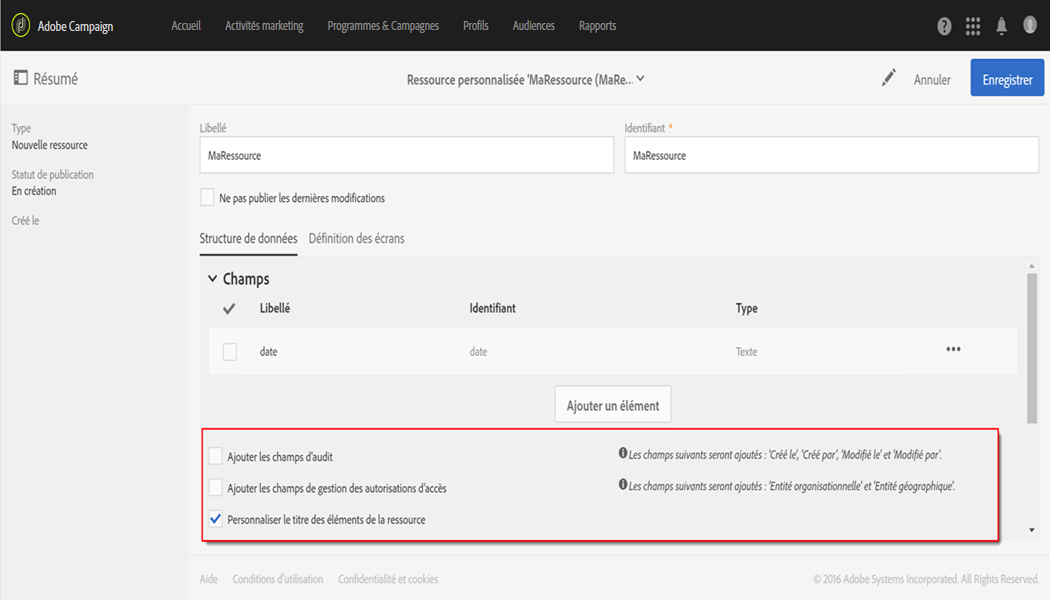 Adobe Campaign Accueil Activités marketing Programmes & Campagnes Profils Audiences Rapports
Résumé Ressource personnalisée 'MaRessource (MaRe... Annuler Enregistrer
Type
Nouvelle ressource
Statut de publication
En création
Créé le
Libellé Identifiant *
MaRessource MaRessource
Ne pas publier les dernières modifications
Structure de données Définition des écrans
Champs
Libellé Identifiant Type
date date Texte
Ajouter un élément
Ajouter les champs d'audit Les champs suivants seront ajoutés : 'Créé le', 'Créé par', 'Modifié le' et 'Modifié par'.
Ajouter les champs de gestion des autorisations d'accès Les champs suivants seront ajoutés : 'Entité organisationnelle' et 'Entité géographique'.
Personnaliser le titre des éléments de la ressource
Aide Conditions d'utilisation Confidentialité et cookies © 2016 Adobe Systems Incorporated. All Rights Reserved.